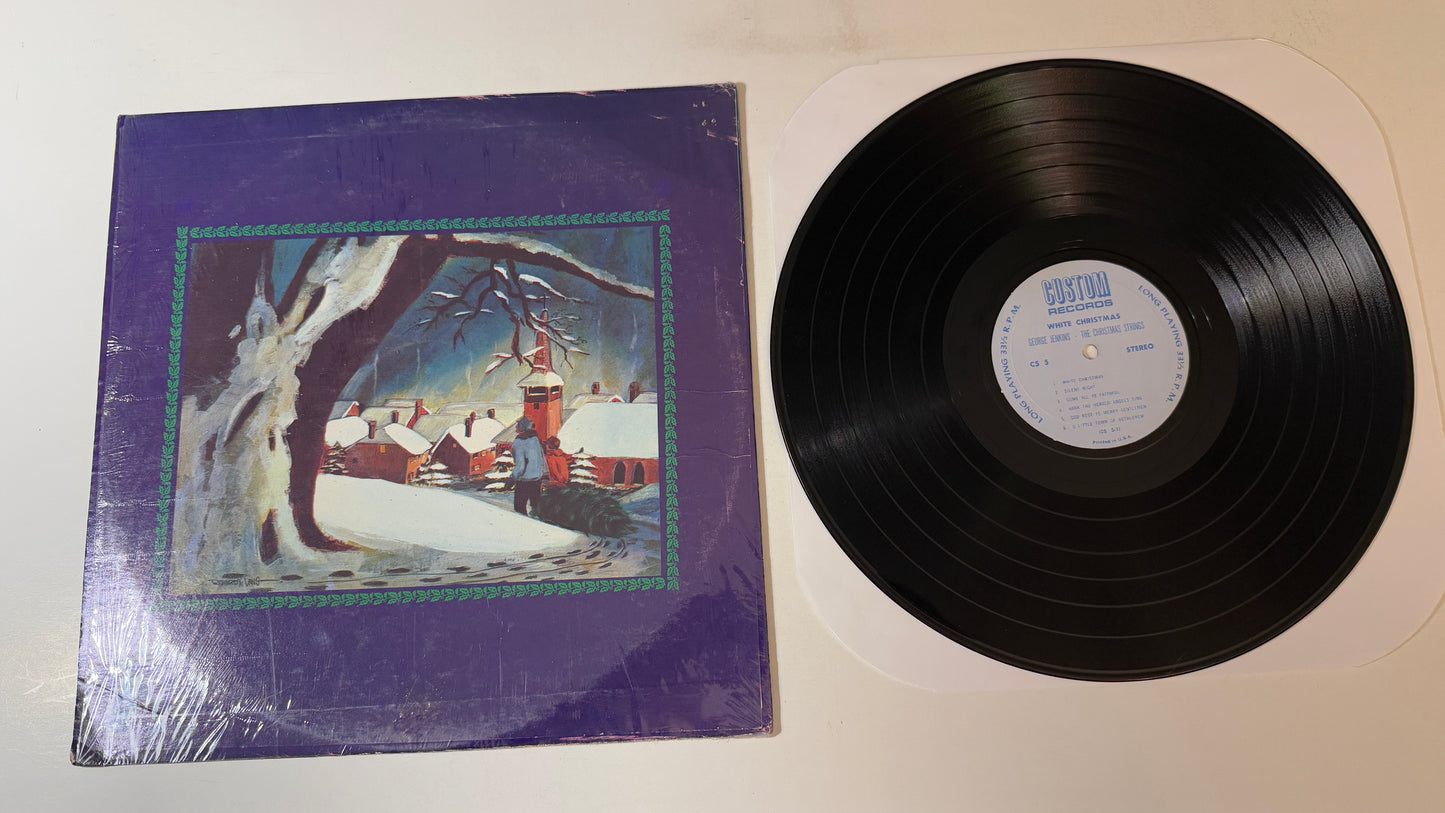 CUSTOM
RECORDS
WHITE CHRISTMAS
GEORGE JENKINS - THE CHRISTMAS STRINGS
CS 5
STEREO
1. WHITE CHRISTMAS
2. SILENT NIGHT
3. COME ALL YE FAITHFUL
4. HARK THE HERALD ANGELS SING
5. GOD REST YE MERRY GENTLEMEN
6. O LITTLE TOWN OF BETHLEHEM
Printed in U.S.A.
LONG PLAYING 33⅓ R.P.M.
LONG PLAYING 33⅓ R.P.M.